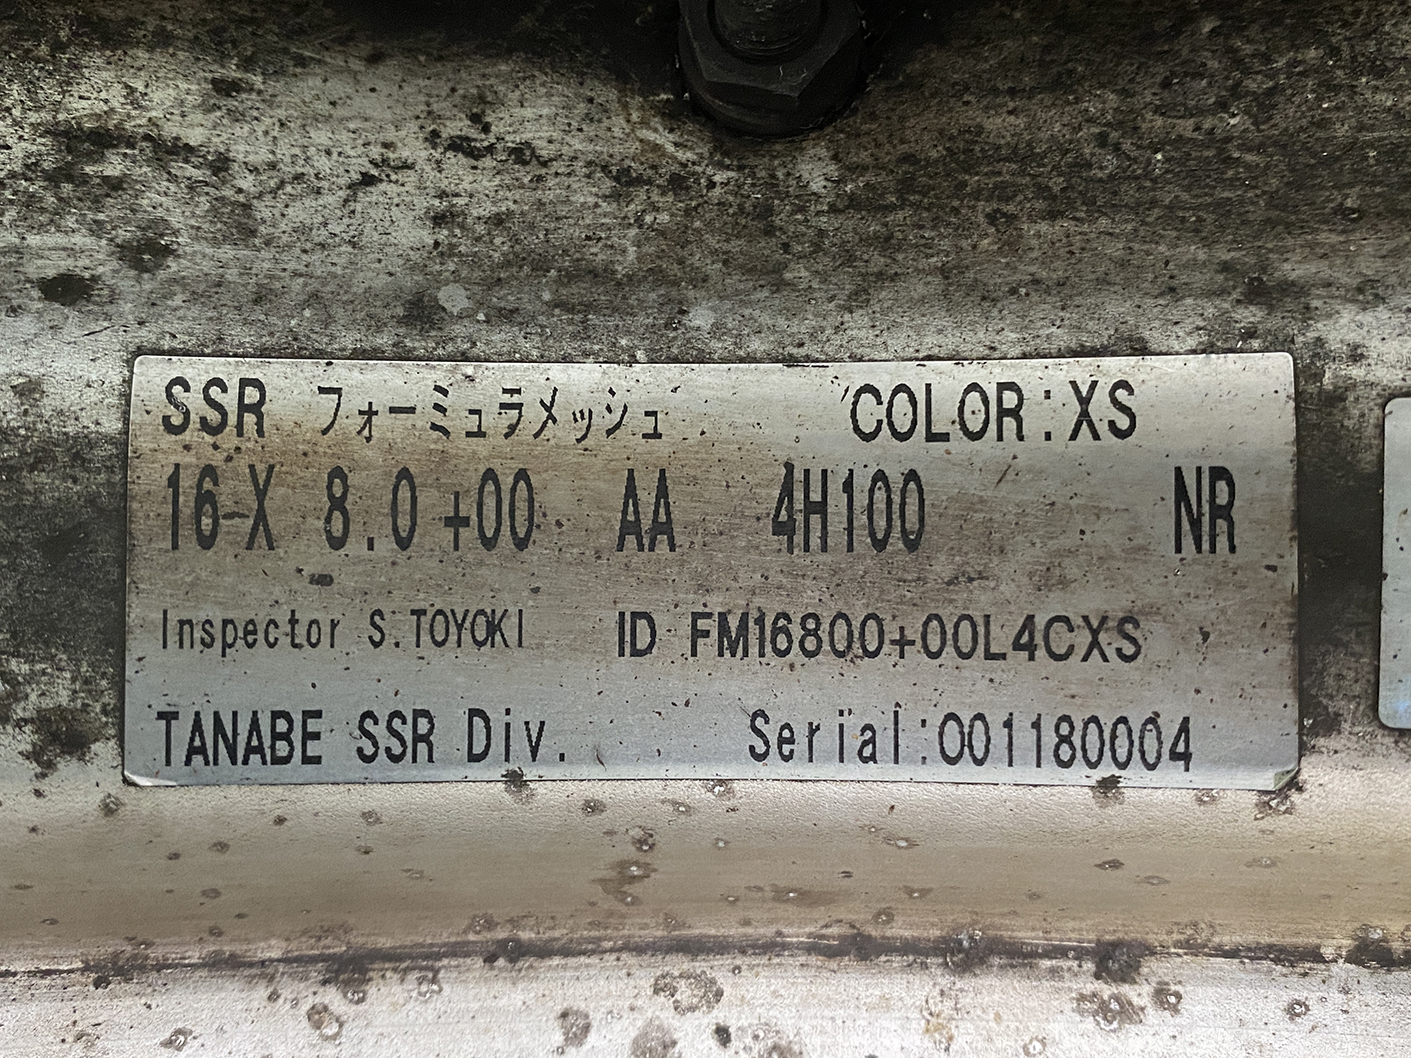 SSR フォーミュラメッシュ COLOR:XS
16-X 8.0 +00 AA 4H100 NR
Inspector S.TOYOKI ID FM16800+00L4CXS
TANABE SSR Div. Serial:001180004